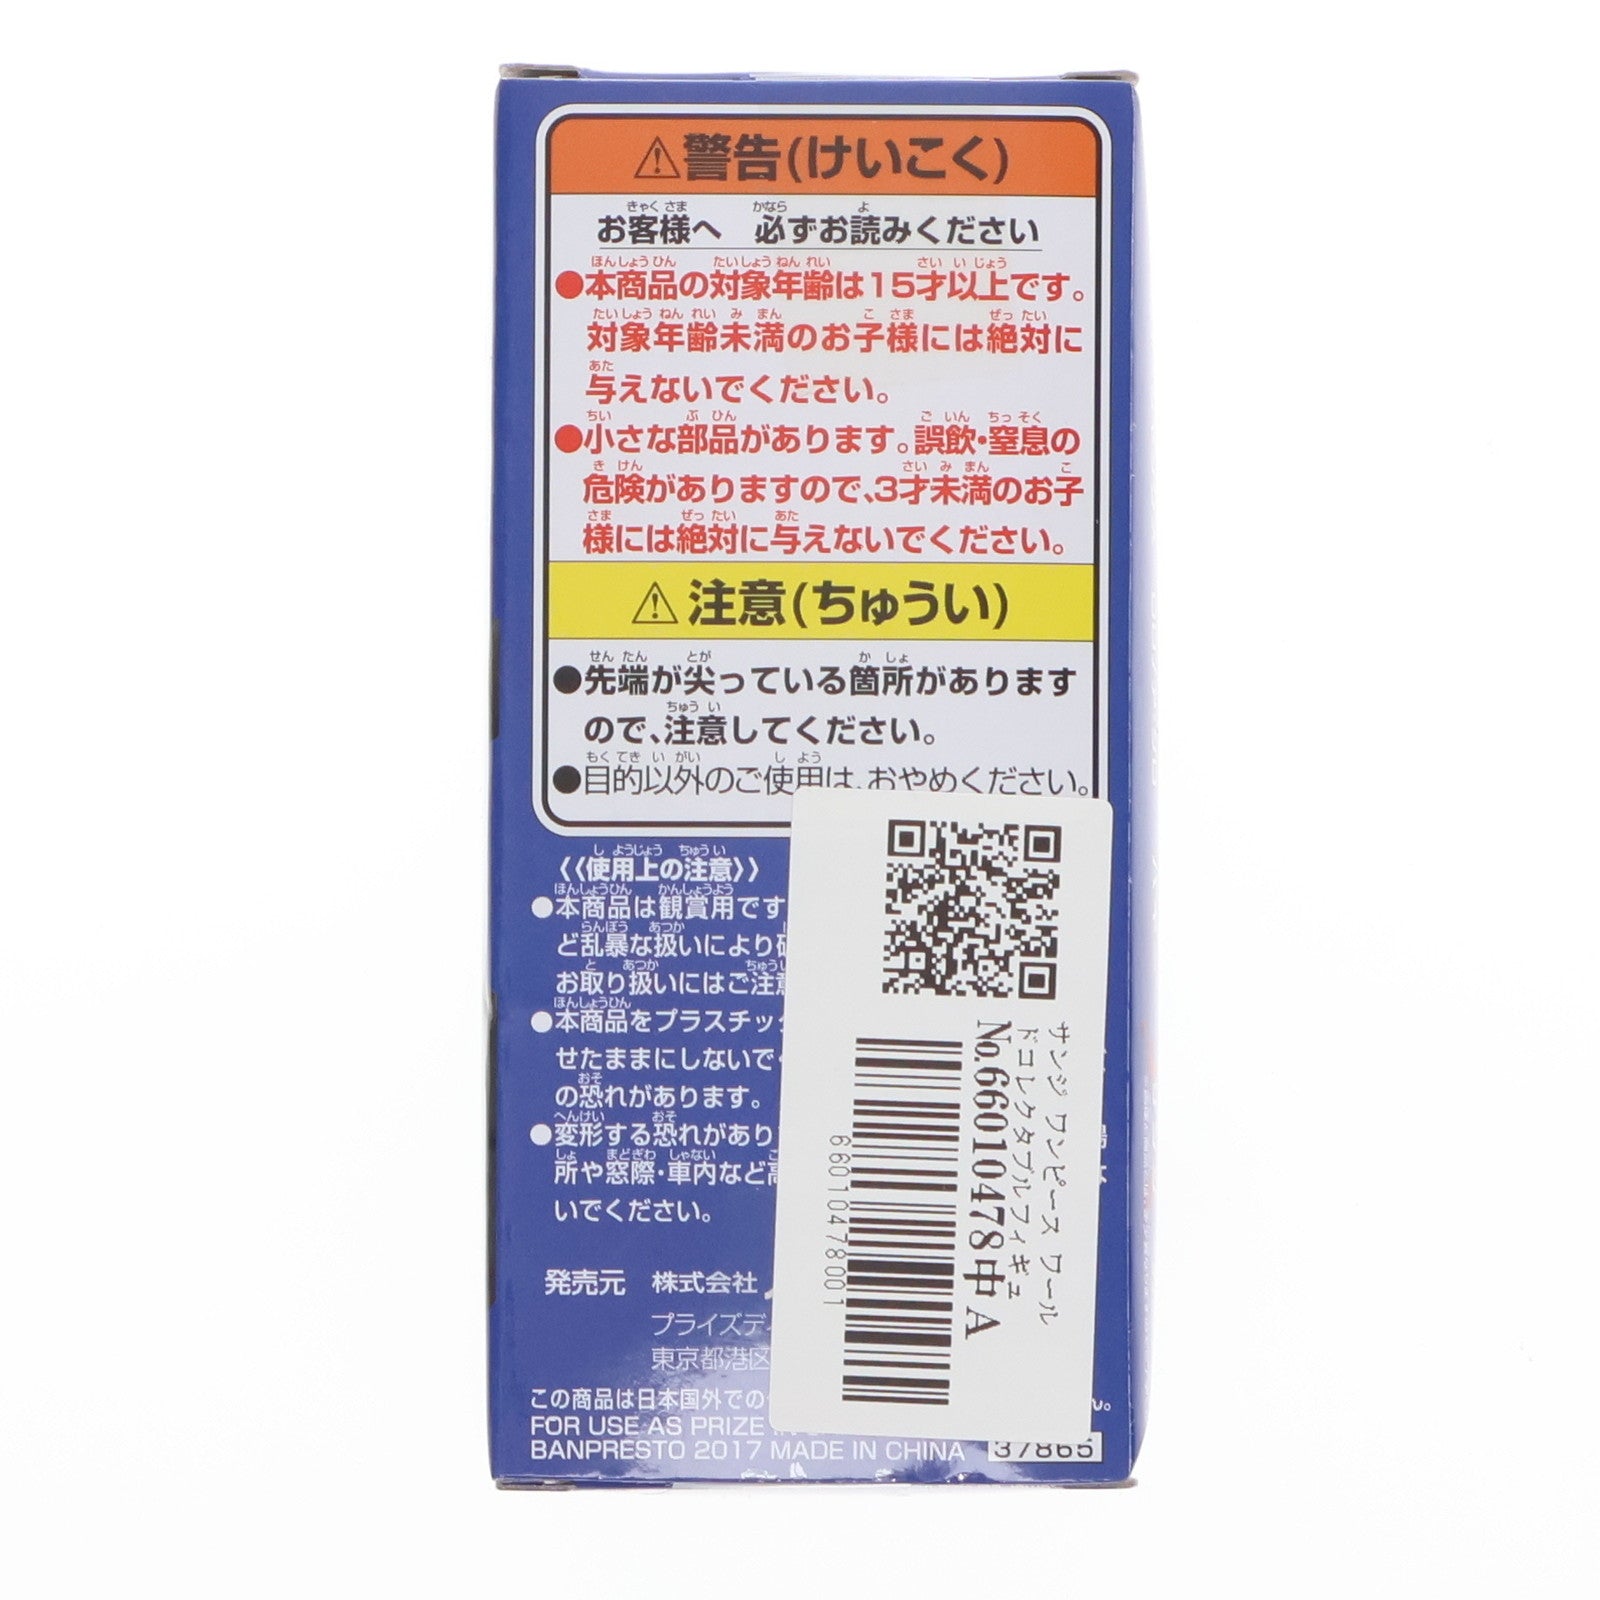 ⚠警告(けいこく)
お客様へ 必ずお読みください
●本商品の対象年齢は15才以上です。
対象年齢未満のお子様には絶対に
与えないでください。
●小さな部品があります。誤飲・窒息の
危険がありますので、3才未満のお子
様には絶対に与えないでください。
⚠注意(ちゅうい)
●先端が尖っている箇所があります
ので、注意してください。
●目的以外のご使用は、おやめください。
《使用上の注意》
●本商品は観賞用です
ど乱暴な扱いにより
お取り扱いにはご注意
●本商品をプラスチッ
せたままにしないで
の恐れがあります。
●変形する恐れがあり
所や窓際・車内など高
いでください。
発売元 株式会社
プライズデ
東京都港区
この商品は日本国外での
FOR USE AS PRIZE IN
BANPRESTO 2017 MADE IN CHINA
37865
サンジ ワンピース ワール
ドコレクタブルフィギュ
No.66010478中A
66010478001